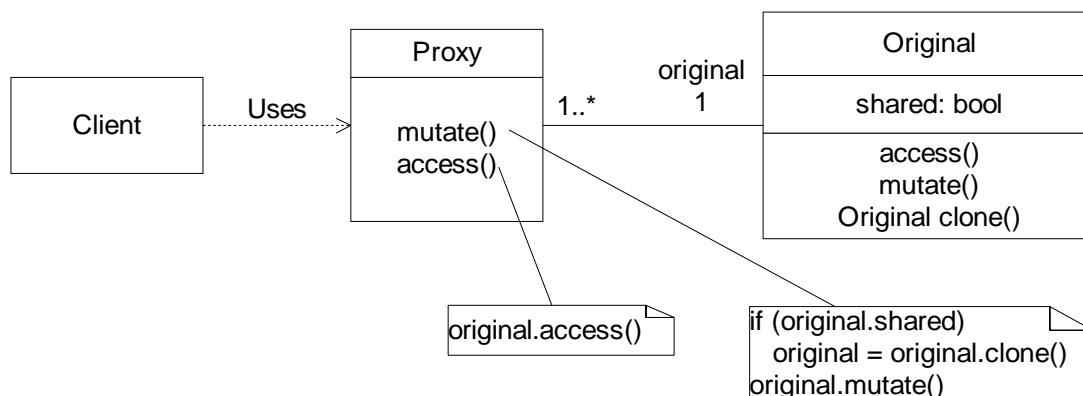 Client
Uses
Proxy
mutate()
access()
1..*
original
1
Original
shared: bool
access()
mutate()
Original clone()
original.access()
if (original.shared)
original = original.clone()
original.mutate()